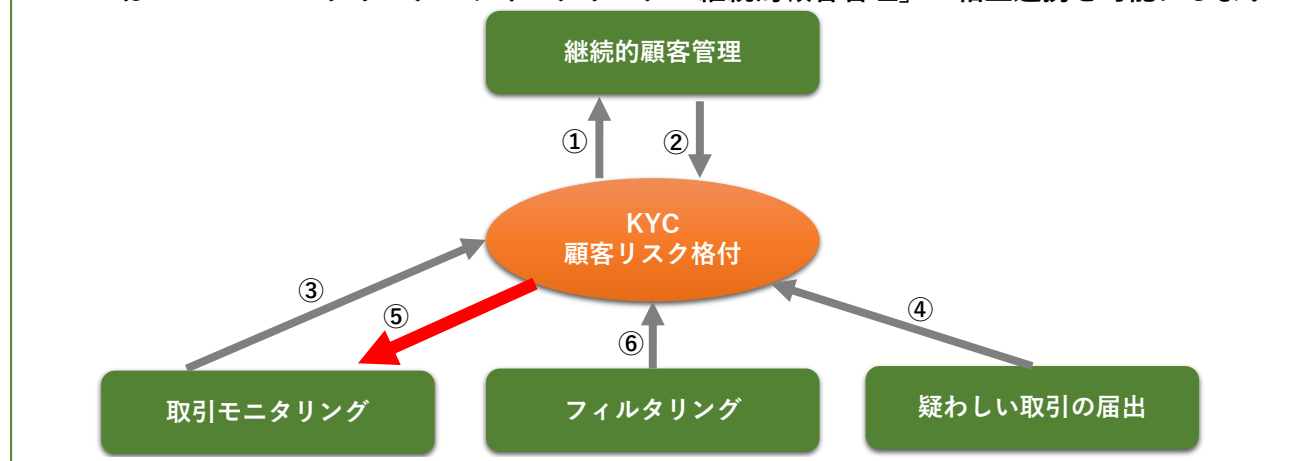 継続的顧客管理
①
②
KYC
顧客リスク格付
③
⑤
④
⑥
取引モニタリング
フィルタリング
疑わしい取引の届出